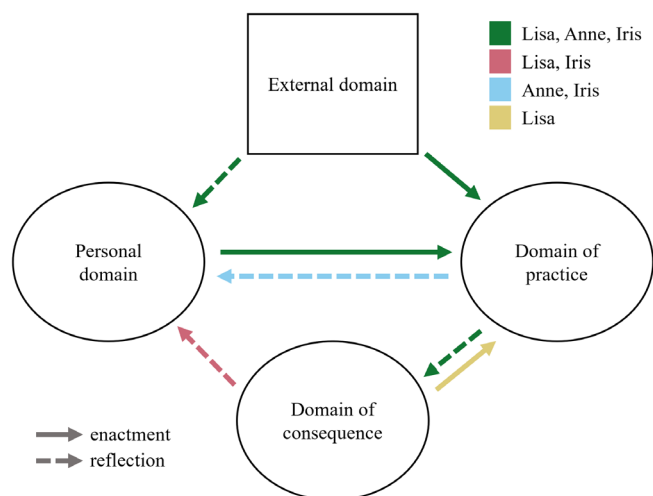 External domain
Lisa, Anne, Iris
Lisa, Iris
Anne, Iris
Lisa
Personal
domain
Domain of
practice
Domain of
consequence
enactment
reflection